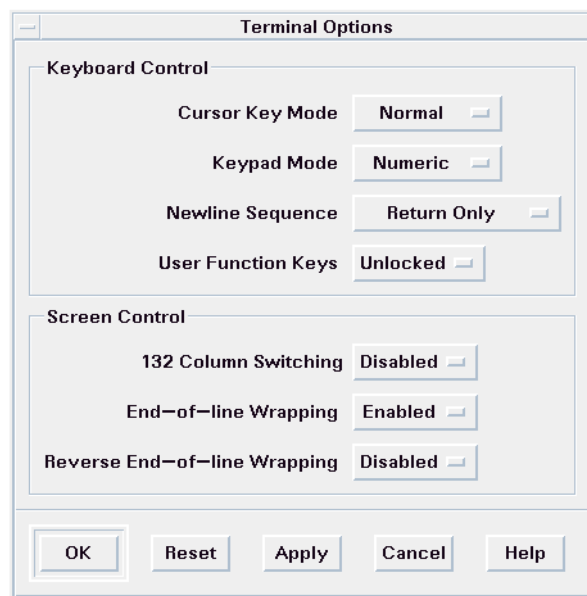 Terminal Options
Keyboard Control
Cursor Key Mode Normal
Keypad Mode Numeric
Newline Sequence Return Only
User Function Keys Unlocked
Screen Control
132 Column Switching Disabled
End-of-line Wrapping Enabled
Reverse End-of-line Wrapping Disabled
OK Reset Apply Cancel Help